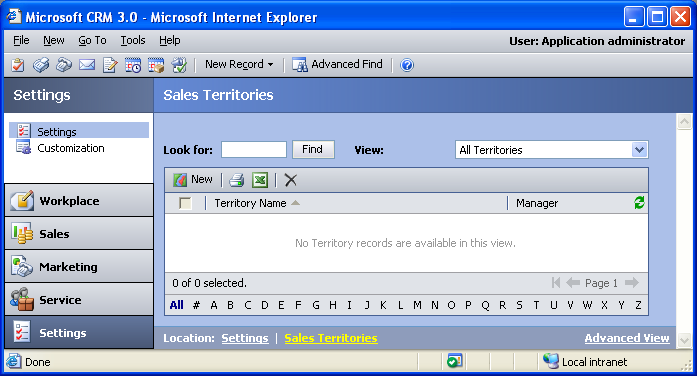 Microsoft CRM 3.0 - Microsoft Internet Explorer
File New Go To Tools Help User: Application administrator
New Record Advanced Find
Settings Sales Territories
Settings
Customization
Look for: Find View: All Territories
New
Territory Name Manager
No Territory records are available in this view.
0 of 0 selected. Page 1
All # A B C D E F G H I J K L M N O P Q R S T U V W X Y Z
Workplace
Sales
Marketing
Service
Settings
Location: Settings | Sales Territories Advanced View
Done Local intranet